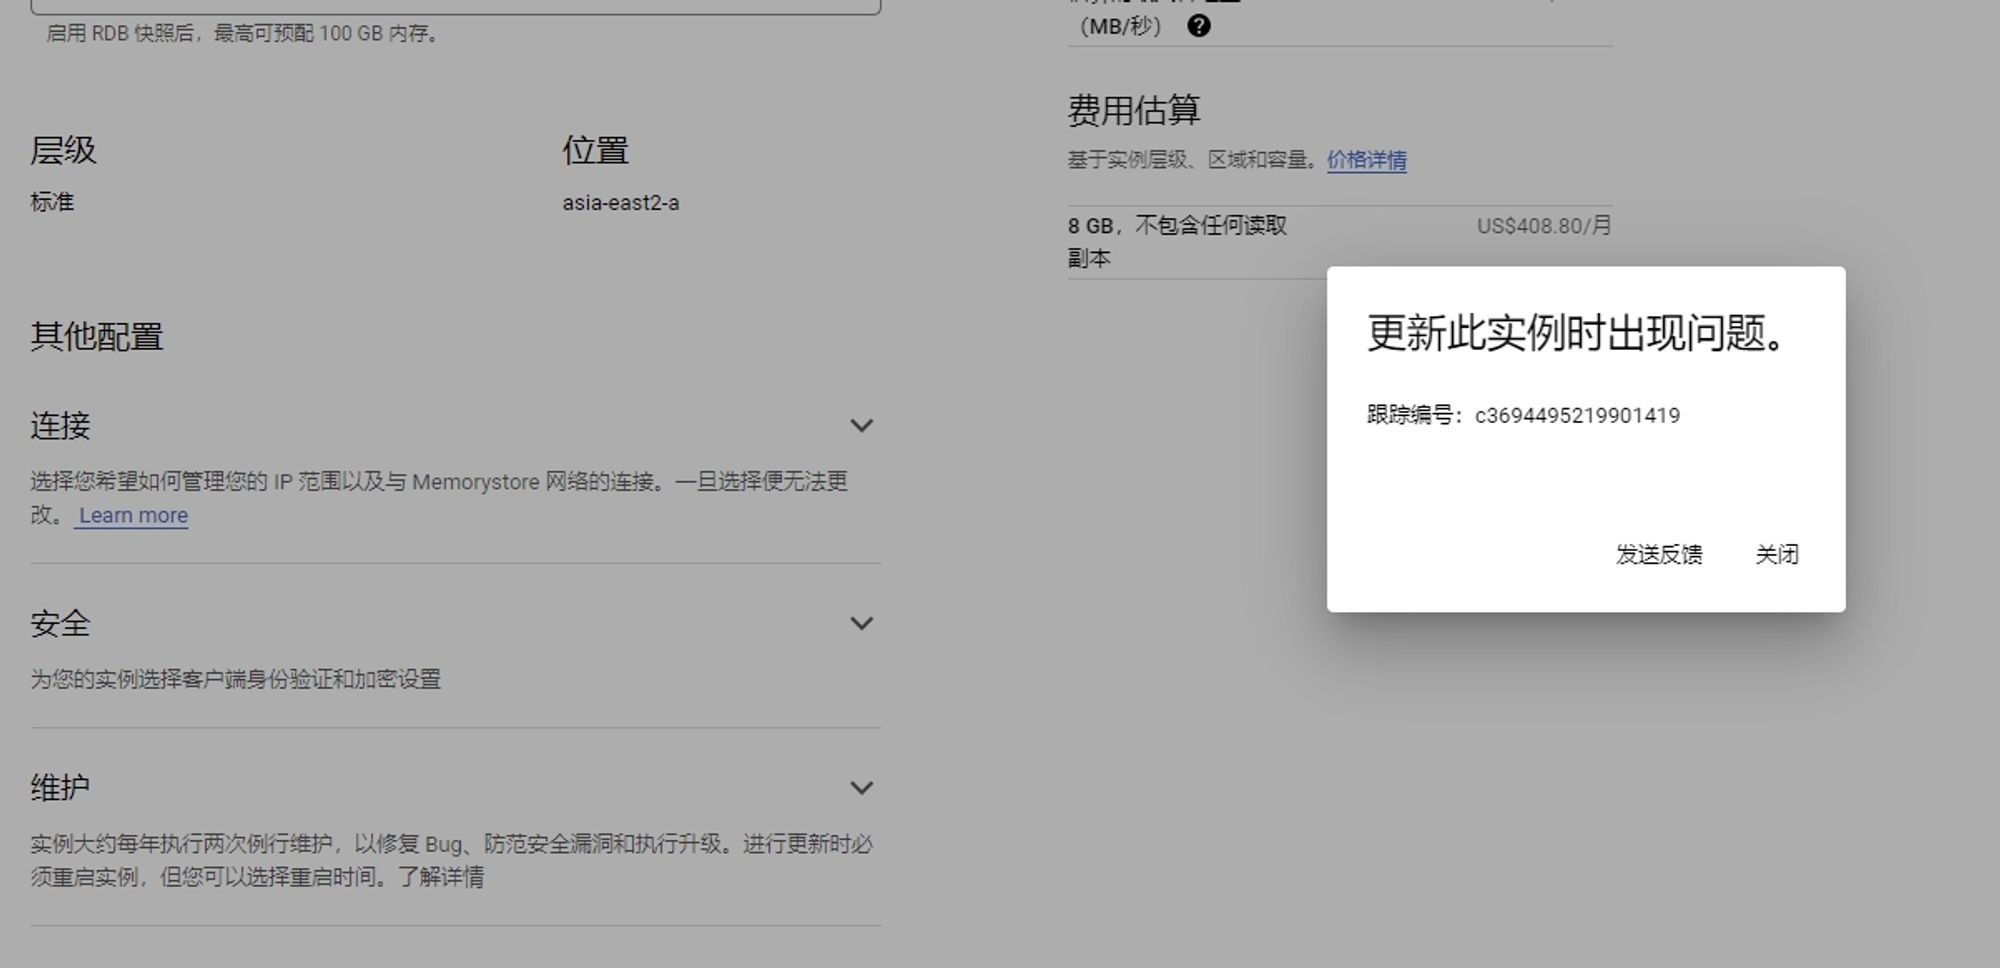 启用 RDB 快照后，最高可预配 100 GB 内存。
层级
位置
标准
asia-east2-a
其他配置
连接
选择您希望如何管理您的 IP 范围以及与 Memorystore 网络的连接。一旦选择便无法更
改。 Learn more
安全
为您的实例选择客户端身份验证和加密设置
维护
实例大约每年执行两次例行维护，以修复 Bug、防范安全漏洞和执行升级。进行更新时必
须重启实例，但您可以选择重启时间。了解详情
（MB/秒）
费用估算
基于实例层级、区域和容量。价格详情
8 GB，不包含任何读取
副本
US$408.80/月
更新此实例时出现问题。
跟踪编号：c3694495219901419
发送反馈
关闭